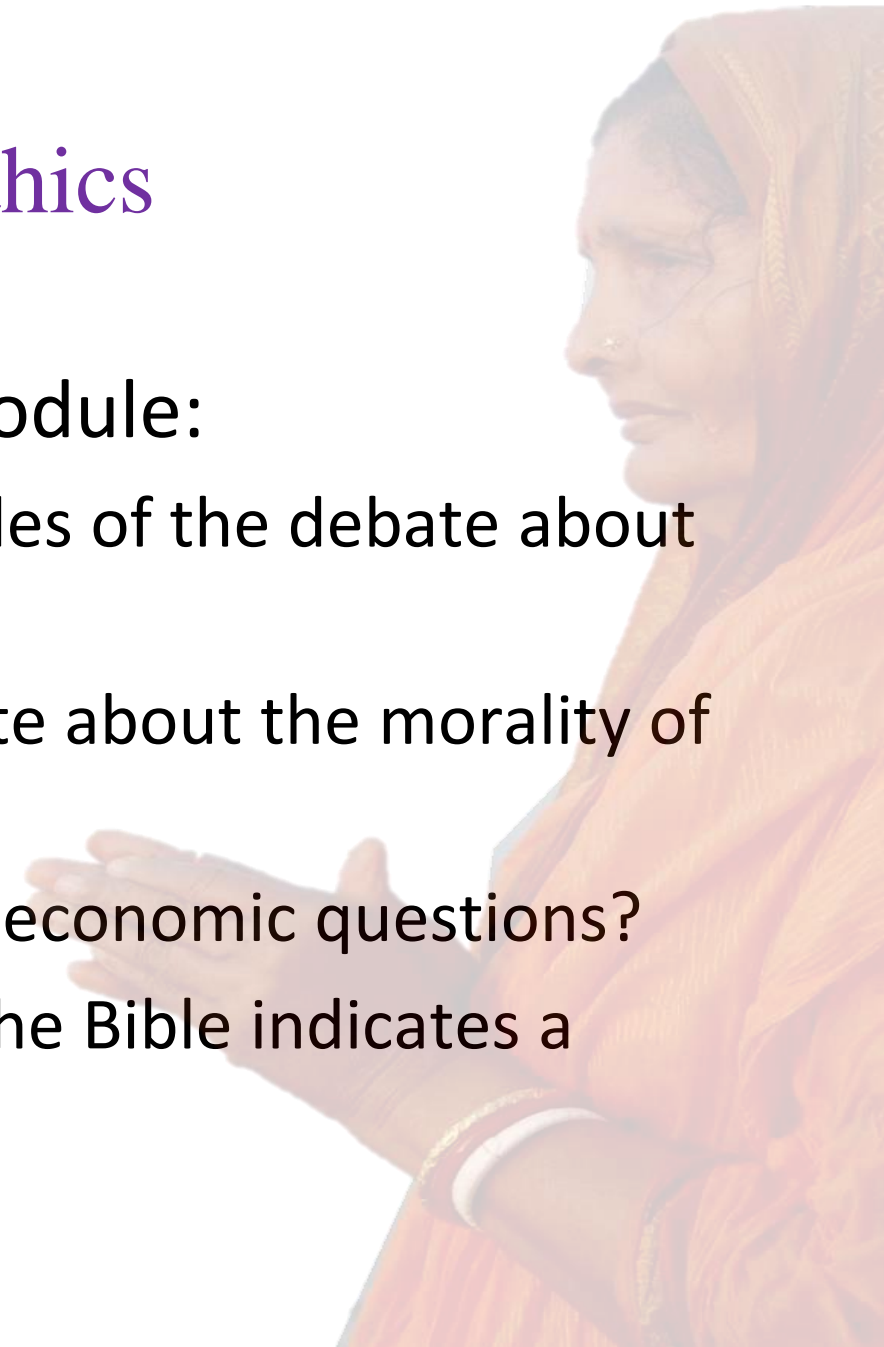 hics
odule:
les of the debate about
te about the morality of
economic questions?
he Bible indicates a